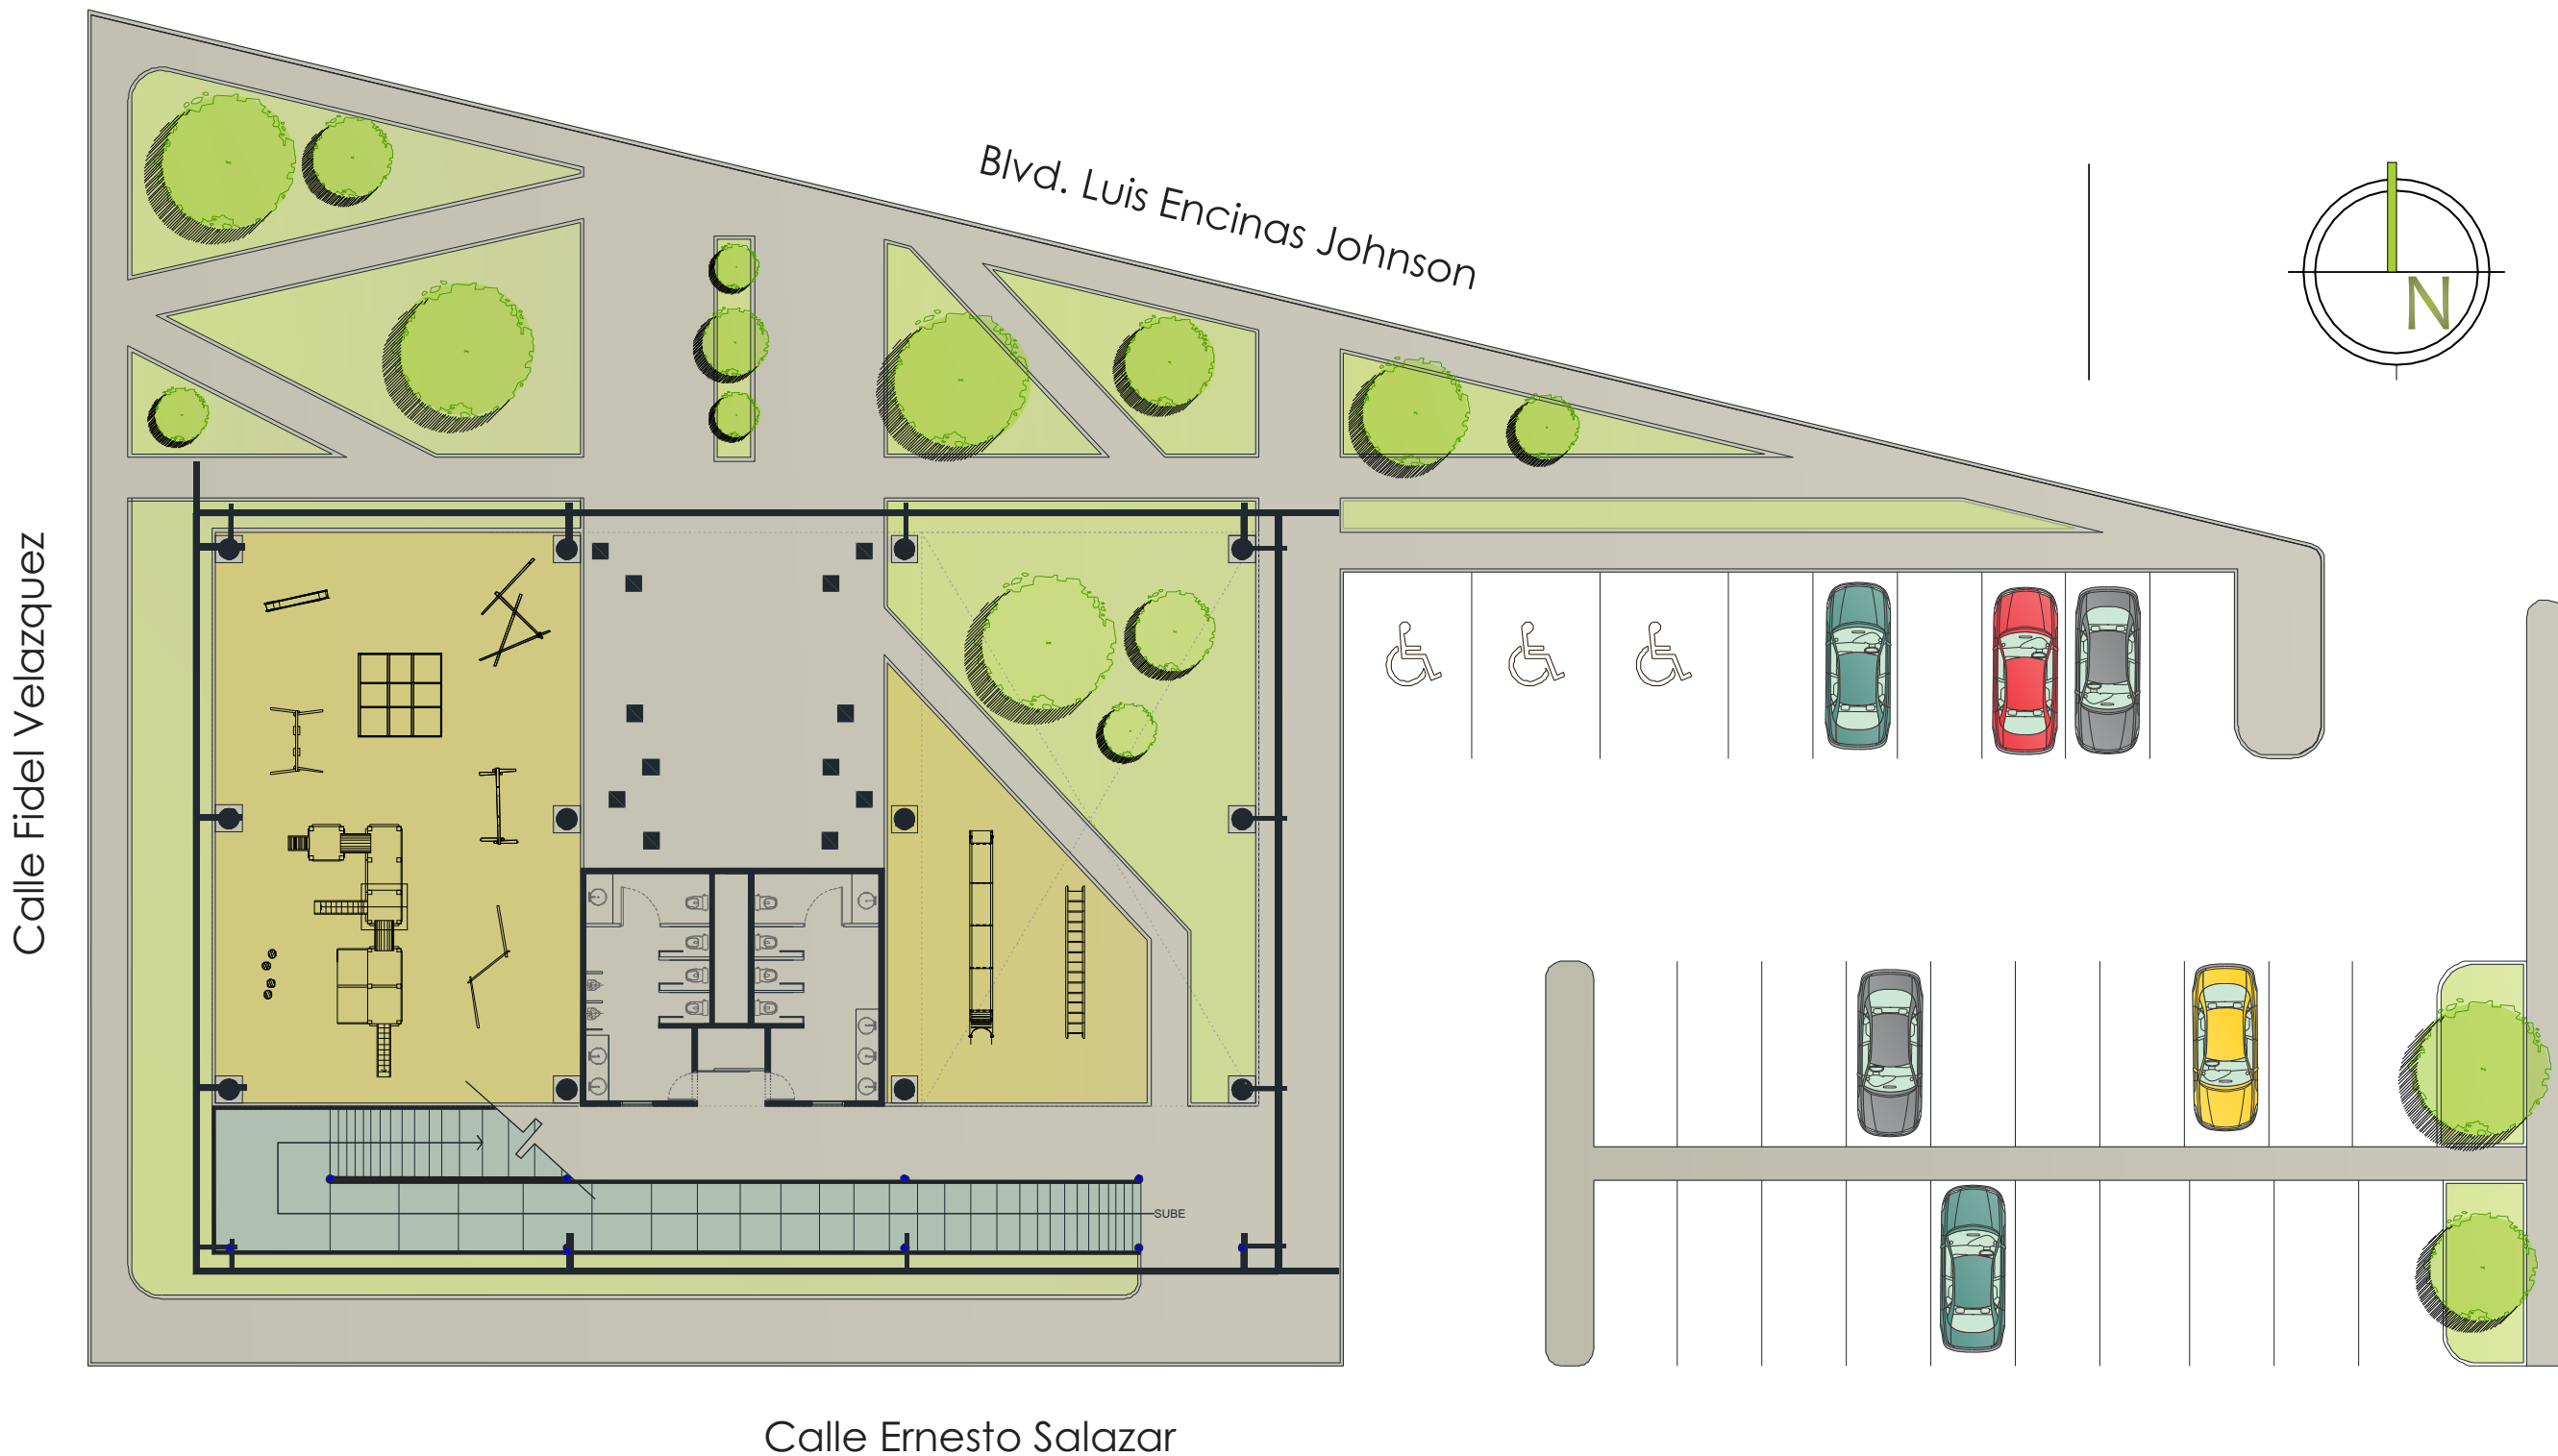 Blvd. Luis Encinas Johnson
N
Calle Fidel Velazquez
SUBE
Calle Ernesto Salazar